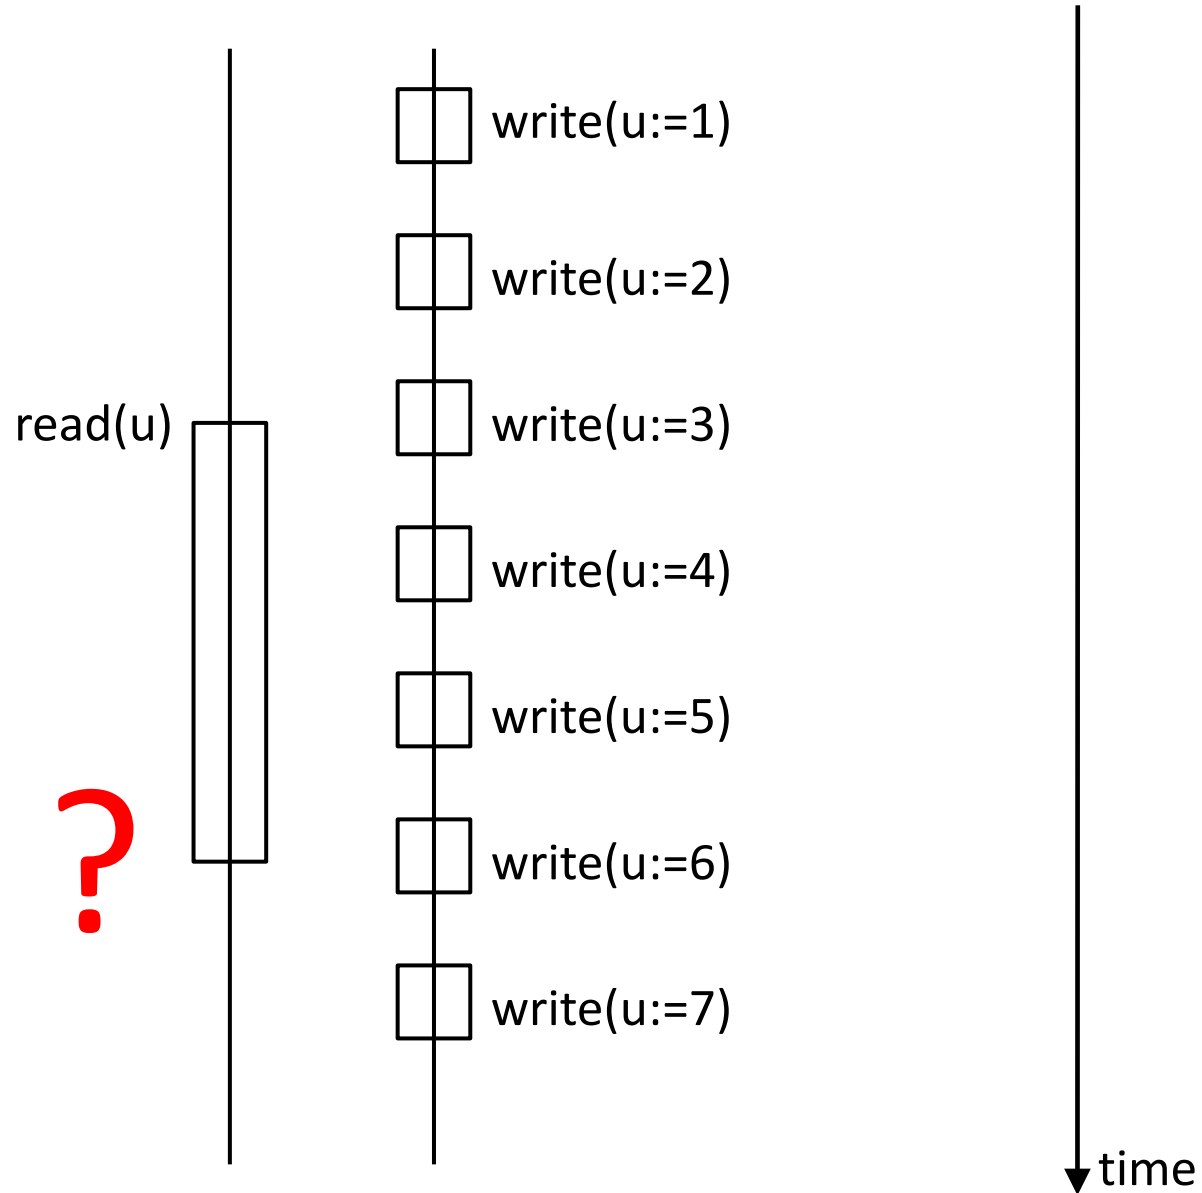 write(u:=1)
write(u:=2)
read(u)
write(u:=3)
write(u:=4)
write(u:=5)
?
write(u:=6)
write(u:=7)
time